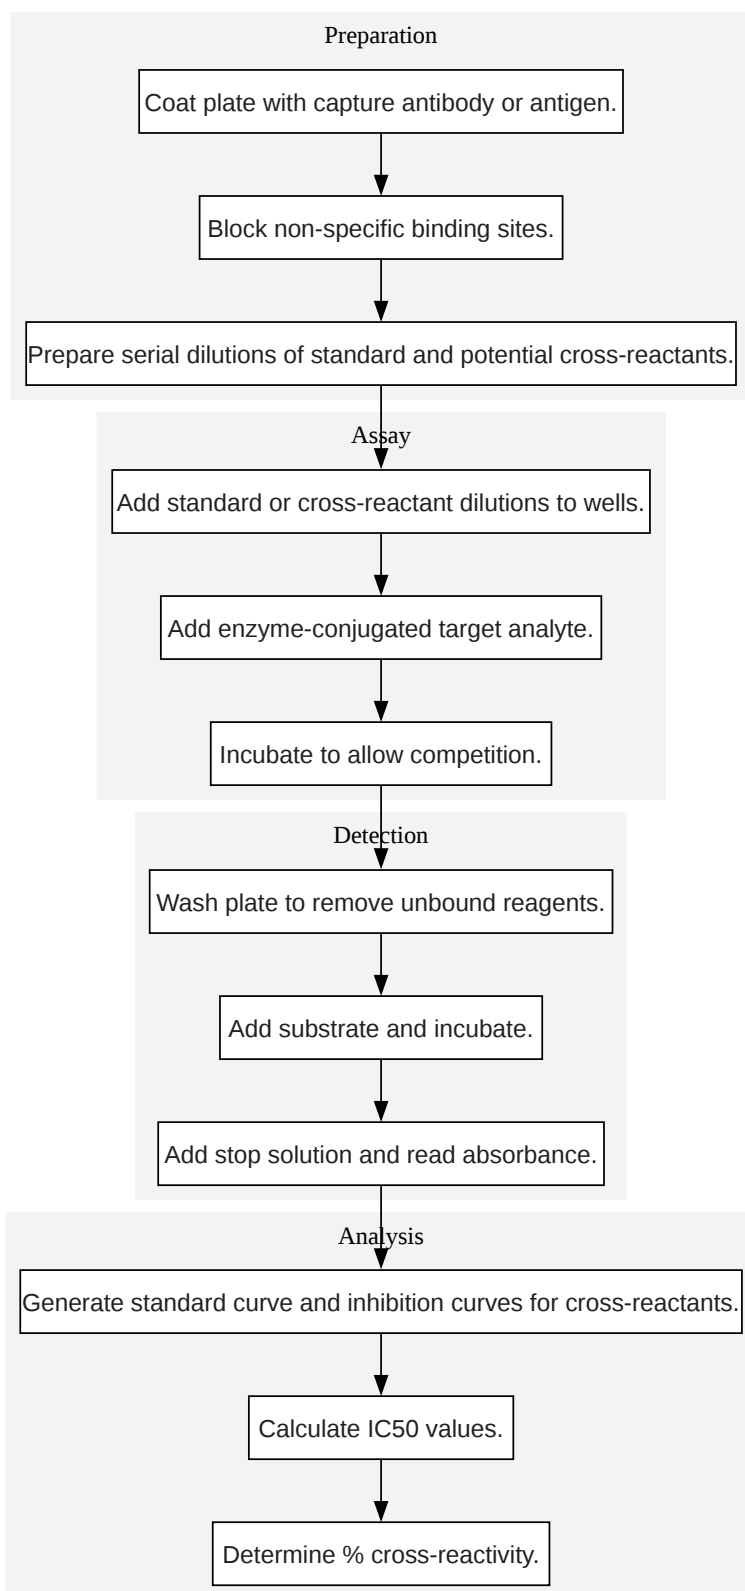 Preparation
Coat plate with capture antibody or antigen.
Block non-specific binding sites.
Prepare serial dilutions of standard and potential cross-reactants.
Assay
Add standard or cross-reactant dilutions to wells.
Add enzyme-conjugated target analyte.
Incubate to allow competition.
Detection
Wash plate to remove unbound reagents.
Add substrate and incubate.
Add stop solution and read absorbance.
Analysis
Generate standard curve and inhibition curves for cross-reactants.
Calculate IC50 values.
Determine % cross-reactivity.